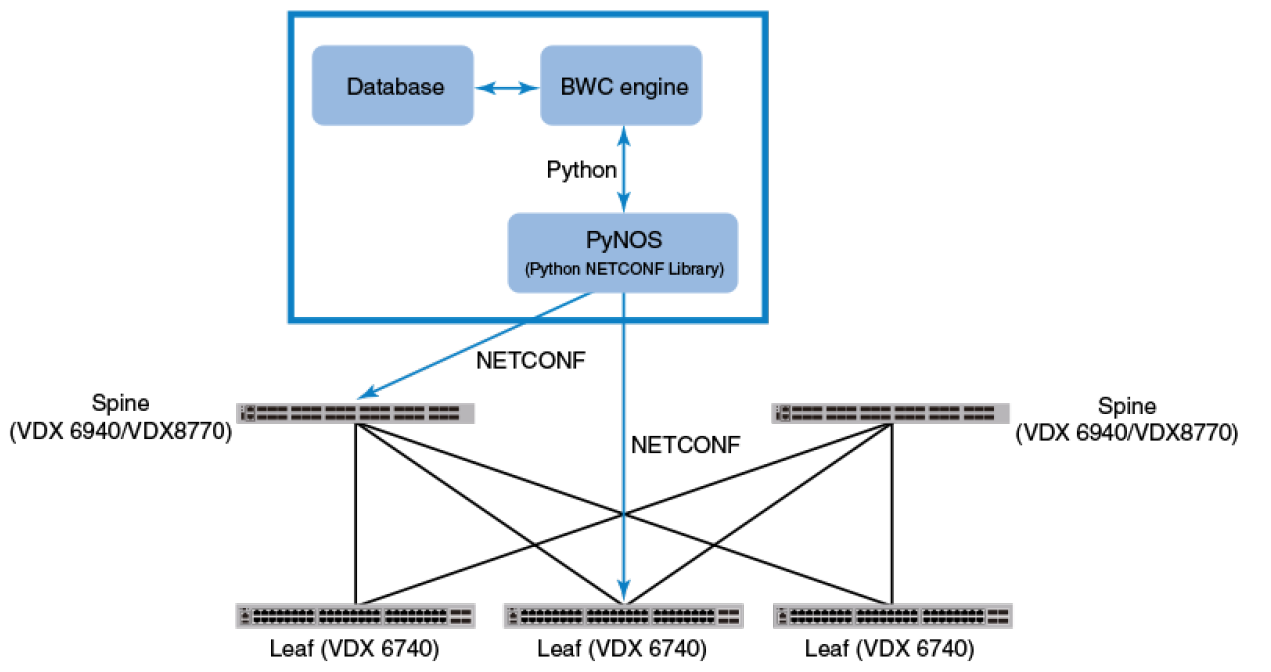 Database
BWC engine
Python
PyNOS
(Python NETCONF Library)
NETCONF
Spine
(VDX 6940/VDX8770)
Spine
(VDX 6940/VDX8770)
NETCONF
Leaf (VDX 6740)
Leaf (VDX 6740)
Leaf (VDX 6740)